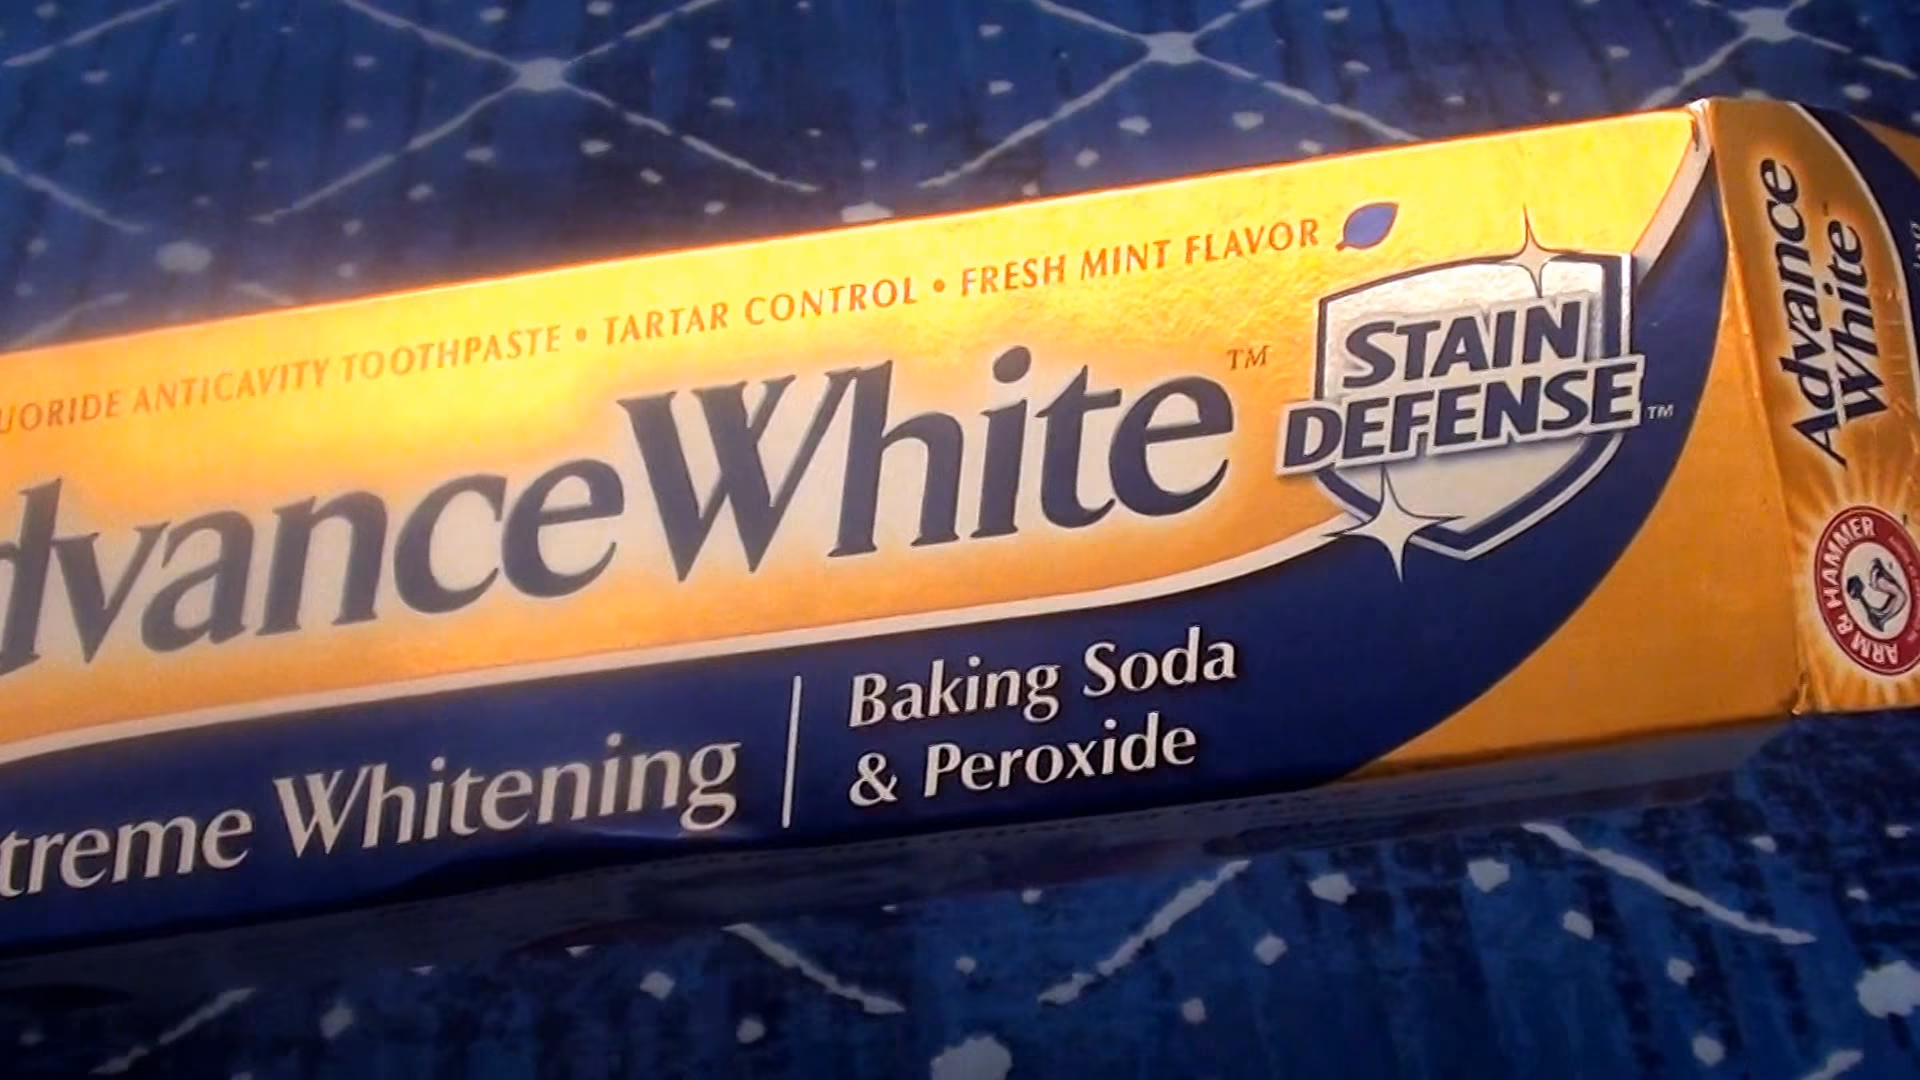 UORIDE ANTICAVITY TOOTHPASTE • TARTAR CONTROL • FRESH MINT FLAVOR
dvanceWhite™
STAIN
DEFENSE™
treme Whitening
Baking Soda
& Peroxide
Advance
White™
ARM & HAMMER